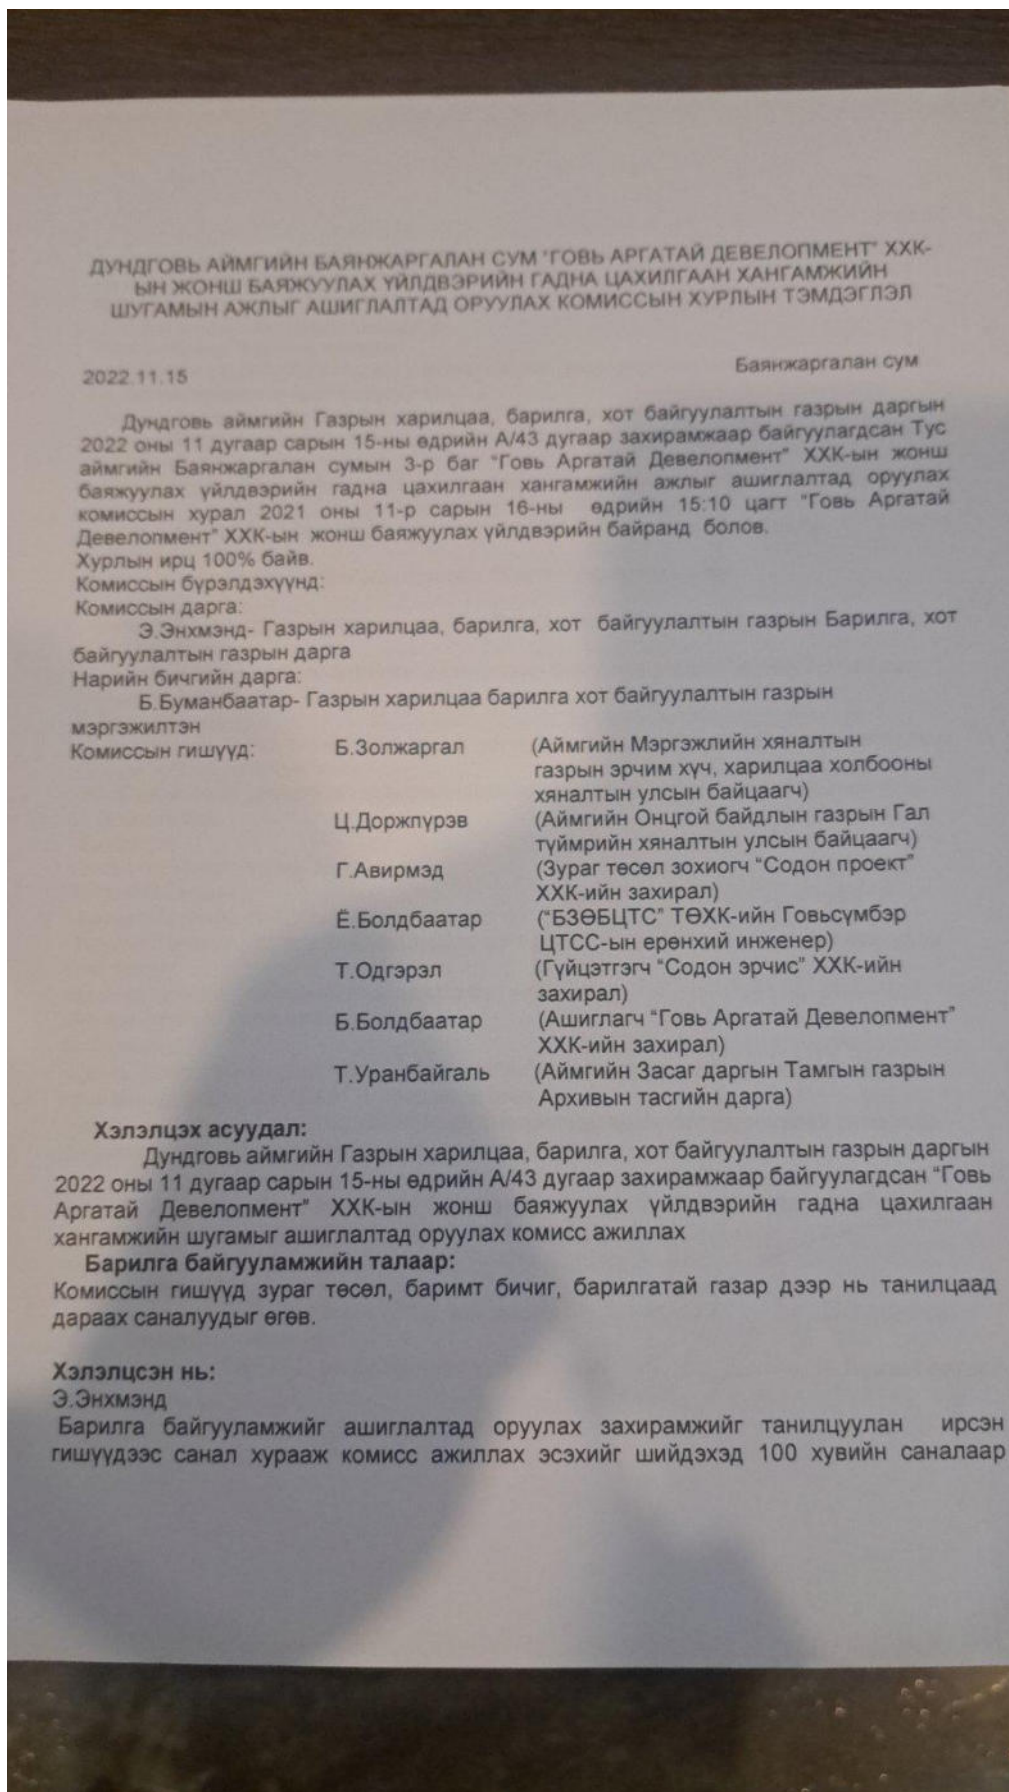 ДУНДГОВЬ АЙМГИЙН БАЯНЖАРГАЛАН СУМ "ГОВЬ АРГАТАЙ ДЕВЕЛОПМЕНТ" ХХК-
ЫН ЖОНШ БАЯЖУУЛАХ ҮЙЛДВЭРИЙН ГАДНА ЦАХИЛГААН ХАНГАМЖИЙН
ШУГАМЫН АЖЛЫГ АШИГЛАЛТАД ОРУУЛАХ КОМИССЫН ХУРЛЫН ТЭМДЭГЛЭЛ
2022.11.15 Баянжаргалан сум
Дундговь аймгийн Газрын харилцаа, барилга, хот байгуулалтын газрын даргын
2022 оны 11 дугаар сарын 15-ны өдрийн А/43 дугаар захирамжаар байгуулагдсан Тус
аймгийн Баянжаргалан сумын 3-р баг "Говь Аргатай Девелопмент" ХХК-ын жонш
баяжуулах үйлдвэрийн гадна цахилгаан хангамжийн ажлыг ашиглалтад оруулах
комиссын хурал 2021 оны 11-р сарын 16-ны өдрийн 15:10 цагт "Говь Аргатай
Девелопмент" ХХК-ын жонш баяжуулах үйлдвэрийн байранд болов.
Хурлын ирц 100% байв.
Комиссын бүрэлдэхүүнд:
Комиссын дарга:
Э.Энхмэнд- Газрын харилцаа, барилга, хот байгуулалтын газрын Барилга, хот
байгуулалтын газрын дарга
Нарийн бичгийн дарга:
Б.Буманбаатар- Газрын харилцаа барилга хот байгуулалтын газрын
мэргэжилтэн
Комиссын гишүүд: Б.Золжаргал (Аймгийн Мэргэжлийн хяналтын
газрын эрчим хүч, харилцаа холбооны
хяналтын улсын байцаагч)
Ц.Доржпүрэв (Аймгийн Онцгой байдлын газрын Гал
түймрийн хяналтын улсын байцаагч)
Г.Авирмэд (Зураг төсөл зохиогч "Содон проект"
ХХК-ийн захирал)
Ё.Болдбаатар ("БЗӨБЦТС" ТӨХК-ийн Говьсүмбэр
ЦТСС-ын ерөнхий инженер)
Т.Одгэрэл (Гүйцэтгэгч "Содон эрчис" ХХК-ийн
захирал)
Б.Болдбаатар (Ашиглагч "Говь Аргатай Девелопмент"
ХХК-ийн захирал)
Т.Уранбайгаль (Аймгийн Засаг даргын Тамгын газрын
Архивын тасгийн дарга)
Хэлэлцэх асуудал:
Дундговь аймгийн Газрын харилцаа, барилга, хот байгуулалтын газрын даргын
2022 оны 11 дугаар сарын 15-ны өдрийн А/43 дугаар захирамжаар байгуулагдсан "Говь
Аргатай Девелопмент" ХХК-ын жонш баяжуулах үйлдвэрийн гадна цахилгаан
хангамжийн шугамыг ашиглалтад оруулах комисс ажиллах
Барилга байгууламжийн талаар:
Комиссын гишүүд зураг төсөл, баримт бичиг, барилгатай газар дээр нь танилцаад
дараах саналуудыг өгөв.
Хэлэлцсэн нь:
Э.Энхмэнд
Барилга байгууламжийг ашиглалтад оруулах захирамжийг танилцуулан ирсэн
гишүүдээс санал хурааж комисс ажиллах эсэхийг шийдэхэд 100 хувийн саналаар